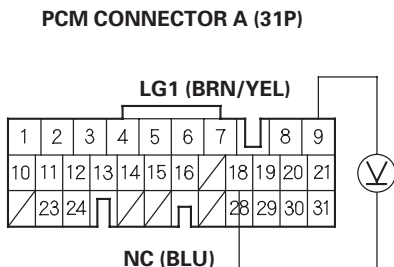 PCM CONNECTOR A (31P)
LG1 (BRN/YEL)
1 2 3 4 5 6 7 8 9
10 11 12 13 14 15 16 18 19 20 21
V
23 24 28 29 30 31
NC (BLU)